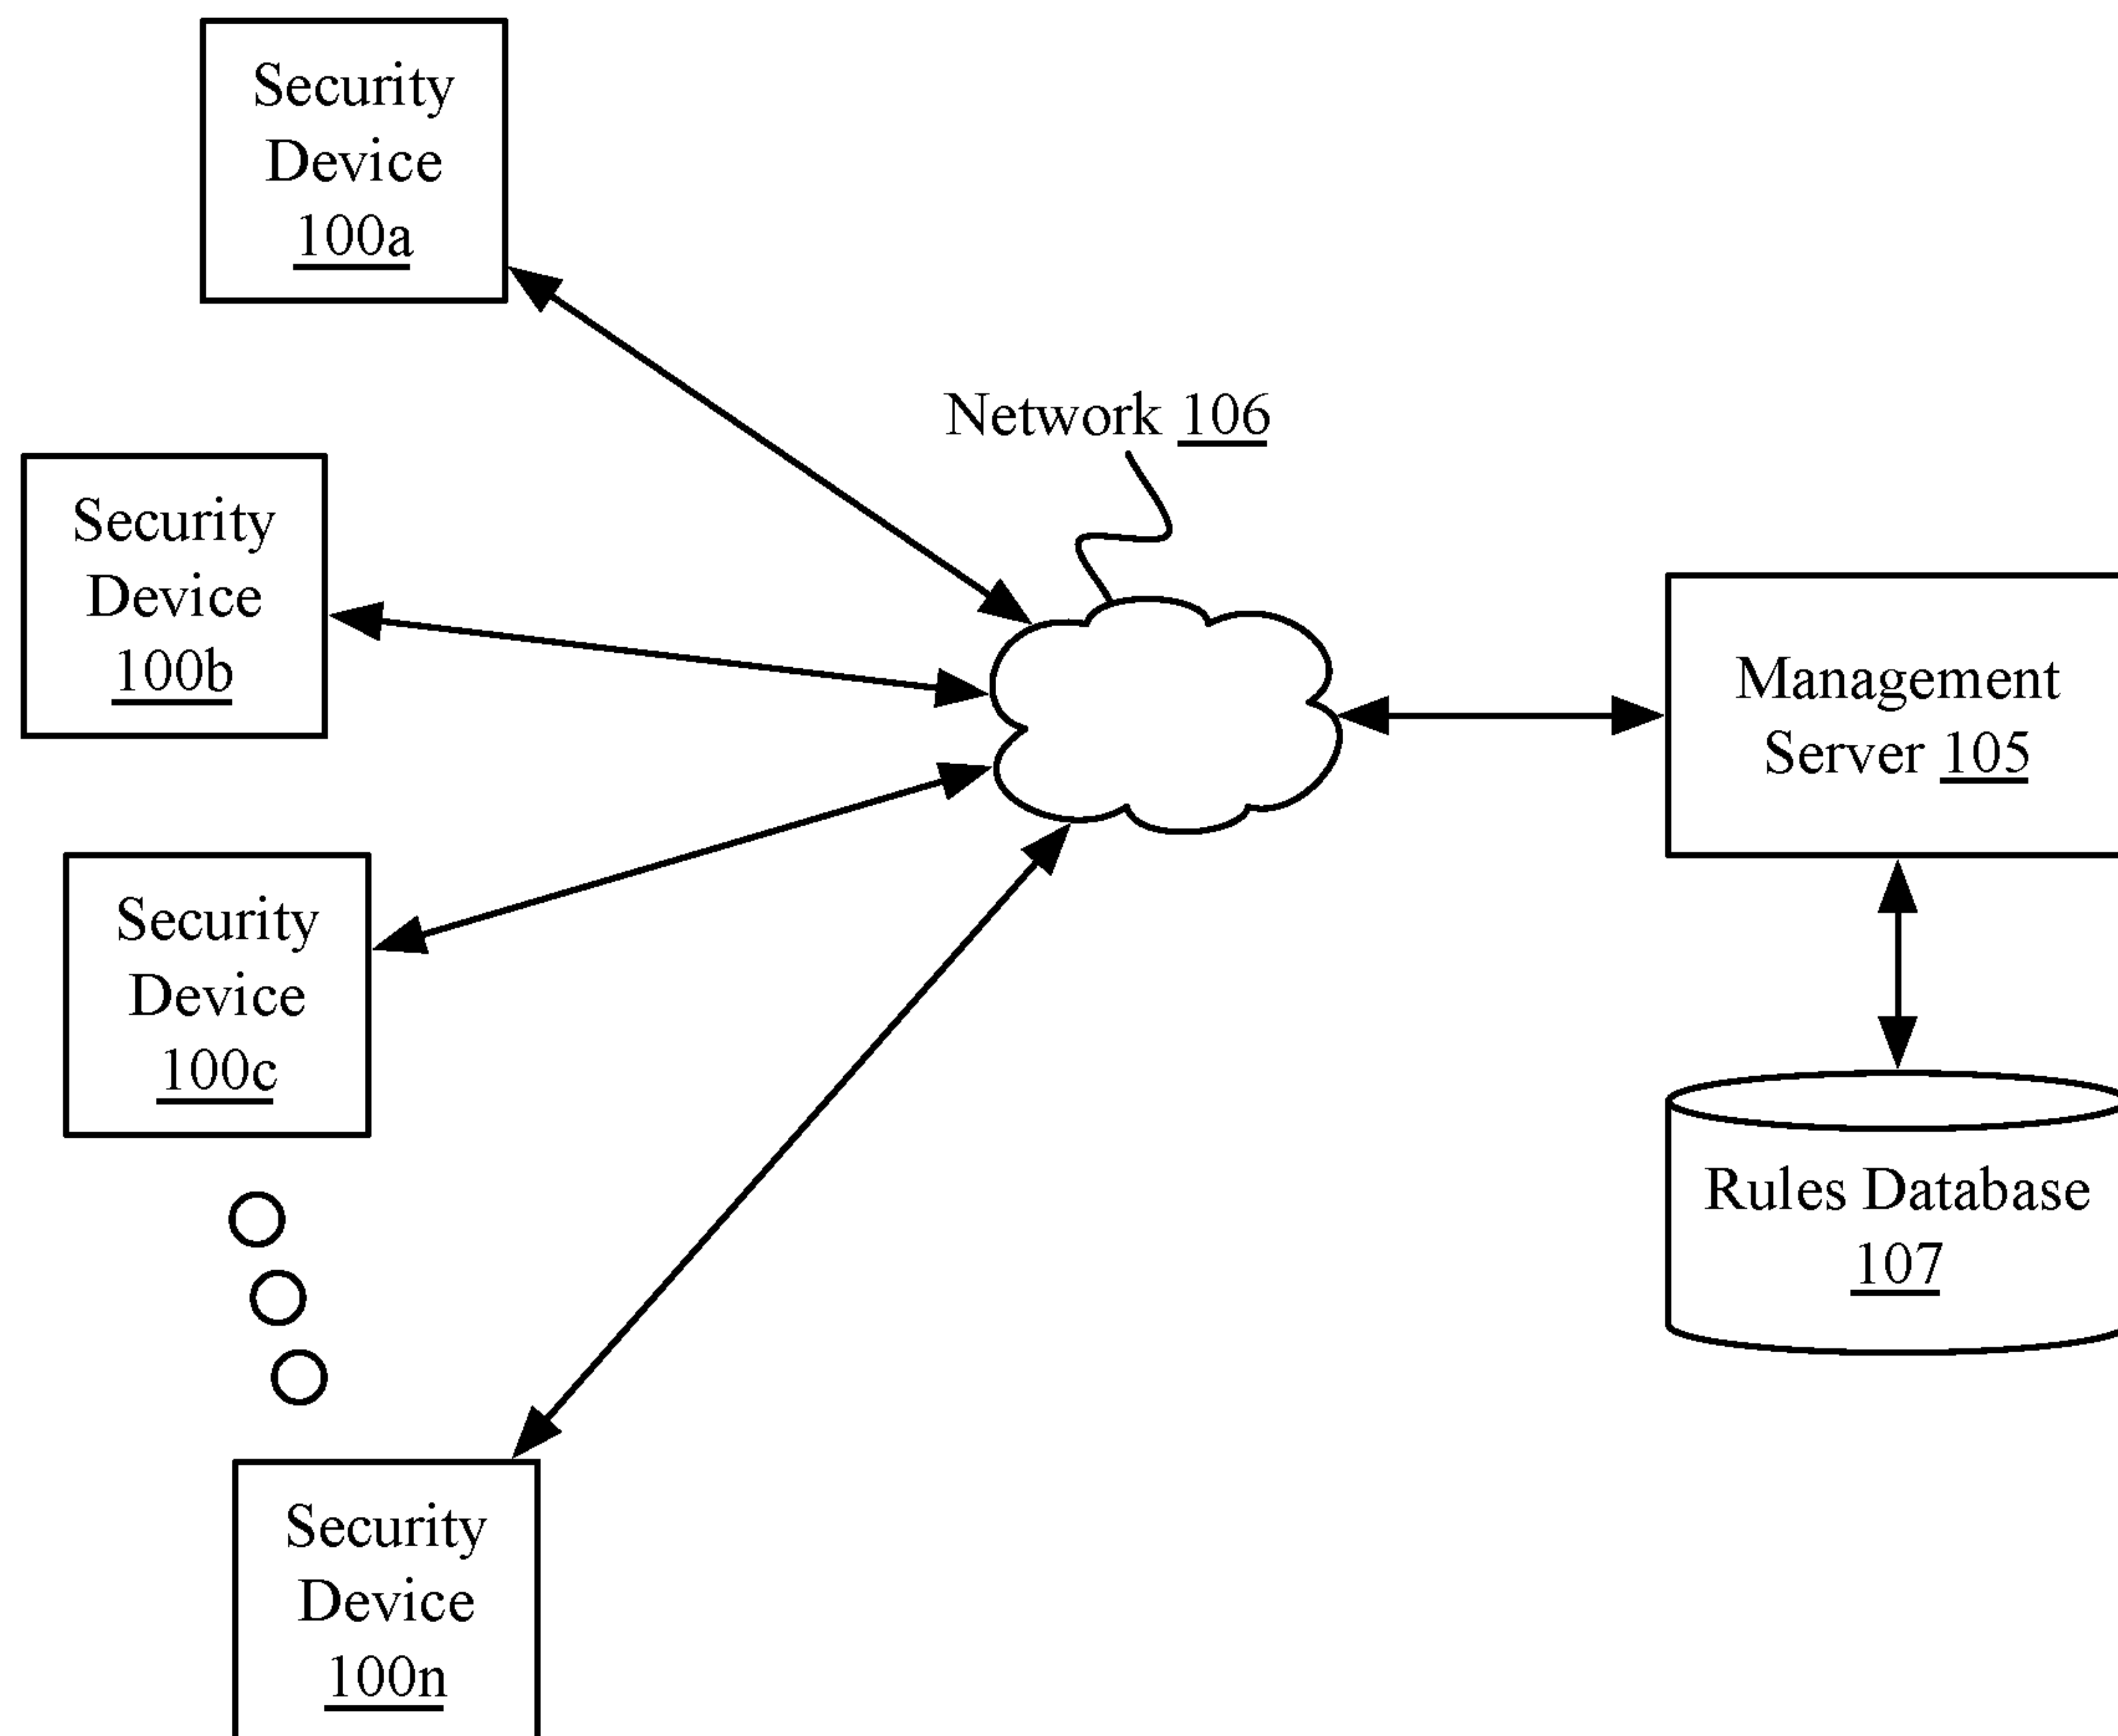 Security
Device
100a
Network 106
Security
Device
100b
Management
Server 105
Security
Device
100c
Rules Database
107
Security
Device
100n